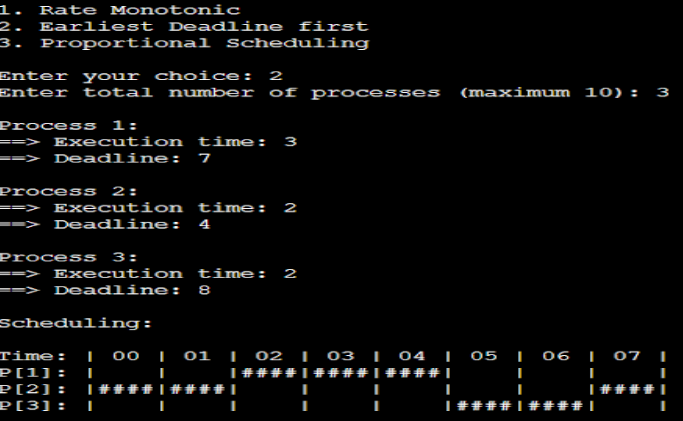 1. Rate Monotonic
2. Earliest Deadline first
3. Proportional Scheduling
Enter your choice: 2
Enter total number of processes (maximum 10): 3
Process 1:
==> Execution time: 3
==> Deadline: 7
Process 2:
==> Execution time: 2
==> Deadline: 4
Process 3:
==> Execution time: 2
==> Deadline: 8
Scheduling:
Time: | 00 | 01 | 02 | 03 | 04 | 05 | 06 | 07 |
P[1]: | | |####|####|####| | | |
P[2]: |####|####| | | | | |####|
P[3]: | | | | | |####|####| |